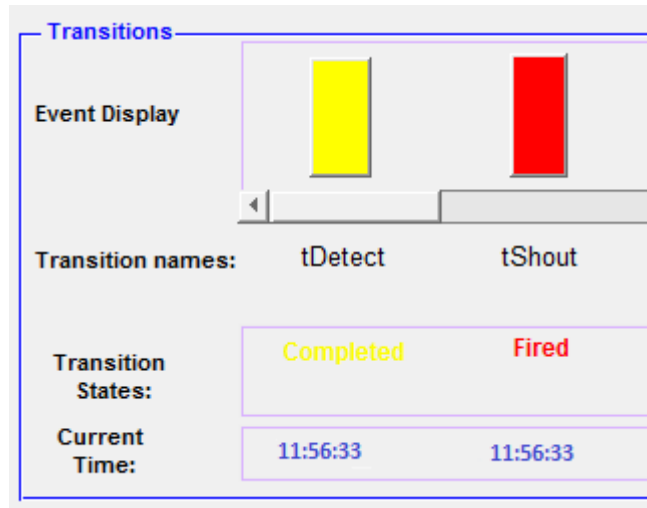 Transitions
Event Display
Transition names: tDetect tShout
Transition Completed Fired
States:
Current 11:56:33 11:56:33
Time: